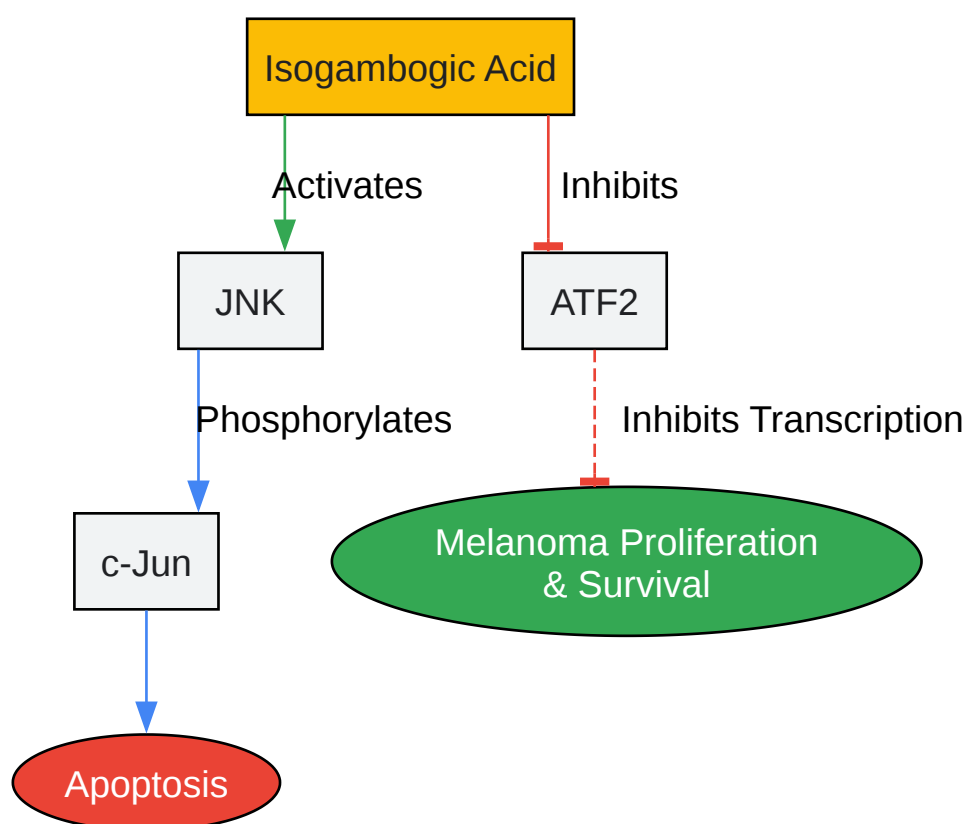 Isogambogic Acid
Activates
Inhibits
JNK
ATF2
Phosphorylates
Inhibits Transcription
c-Jun
Melanoma Proliferation
& Survival
Apoptosis